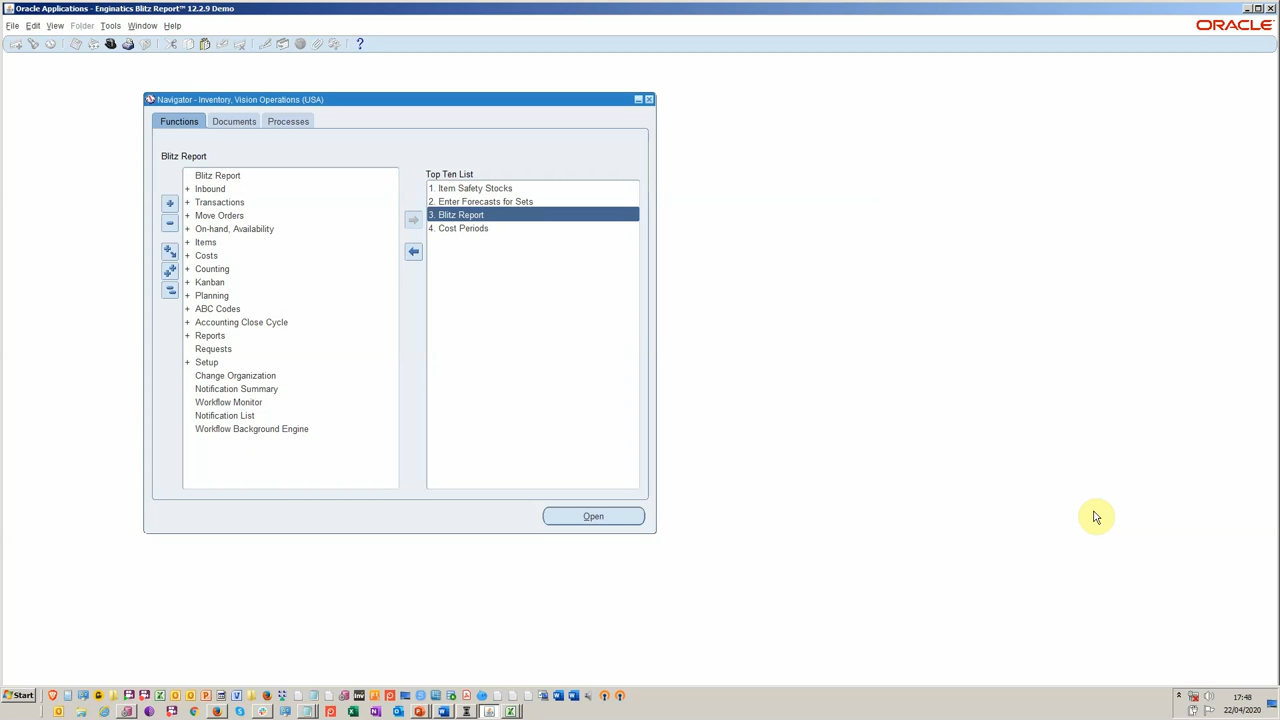 Oracle Applications - Enginatics Blitz Report™ 12.2.9 Demo
File Edit View Folder Tools Window Help
ORACLE
Navigator - Inventory, Vision Operations (USA)
Functions Documents Processes
Blitz Report
Blitz Report
+ Inbound
+ Transactions
+ Move Orders
+ On-hand, Availability
+ Items
+ Costs
+ Counting
+ Kanban
+ Planning
+ ABC Codes
+ Accounting Close Cycle
+ Reports
Requests
+ Setup
Change Organization
Notification Summary
Workflow Monitor
Notification List
Workflow Background Engine
Top Ten List
1. Item Safety Stocks
2. Enter Forecasts for Sets
3. Blitz Report
4. Cost Periods
Open
Start
Inv
17:48
22/04/2020